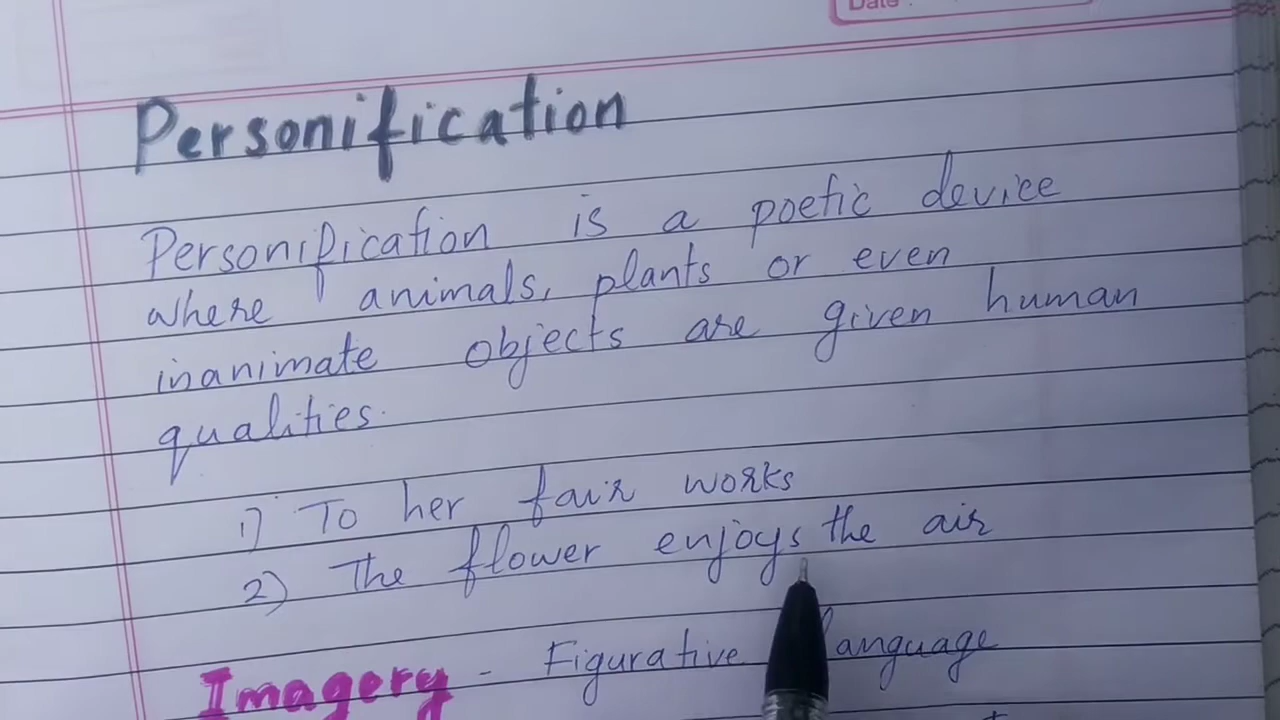 Date :
Personification
Personification is a poetic device
where animals, plants or even
inanimate objects are given human
qualities.
1) To her fair works
2) The flower enjoys the air
Imagery - Figurative language